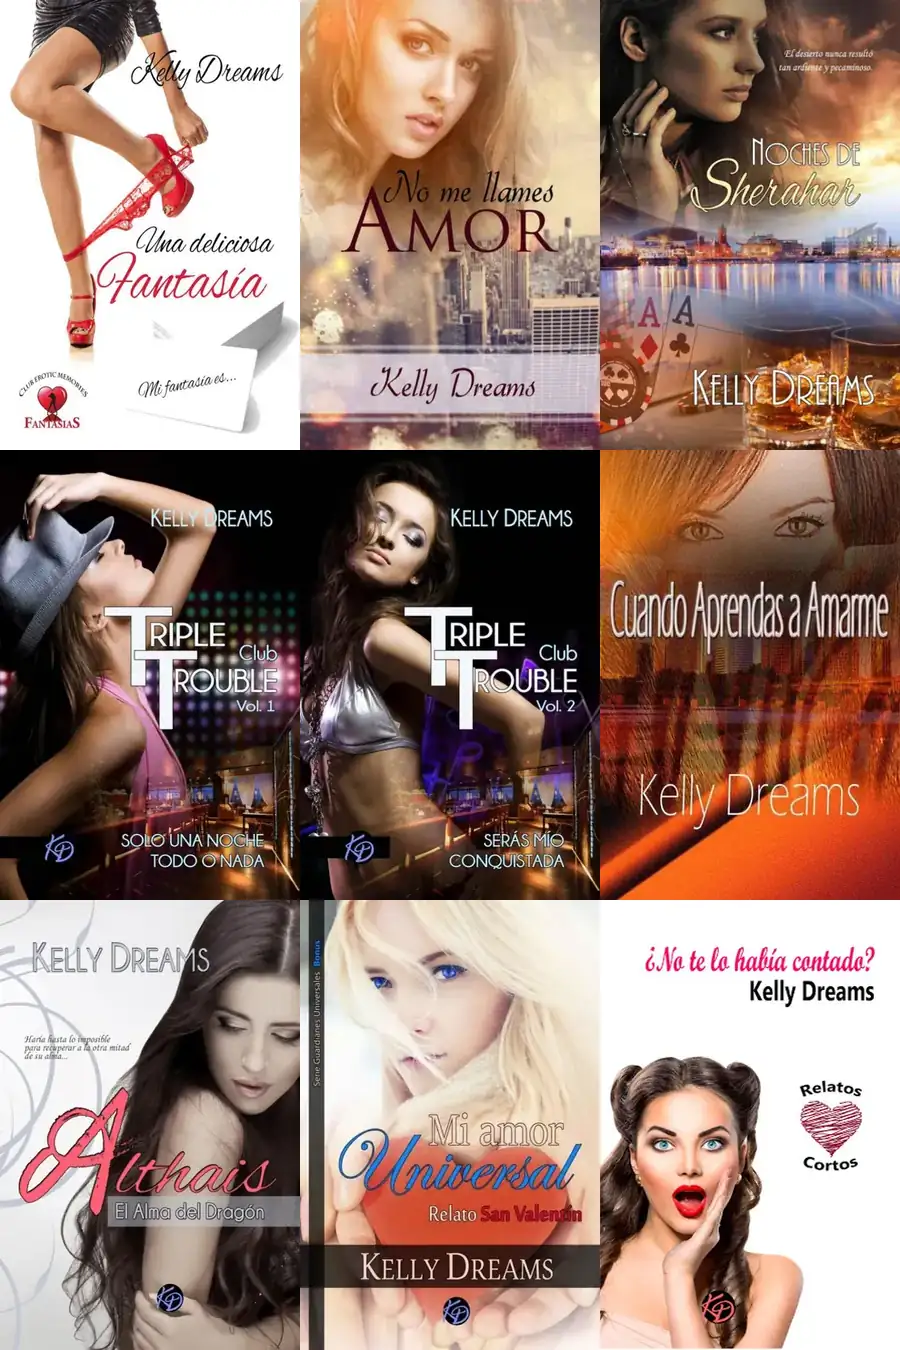 Kelly Dreams
Una deliciosa
Fantasía
Mi fantasía es...
CLUB EROTIC MEMORIES
FANTASIAS
No me llames
AMOR
Kelly Dreams
El desierto nunca resultó
tan ardiente y pecaminoso.
NOCHES DE
Sherahar
A A
KELLY DREAMS
KELLY DREAMS
TRIPLE
Club
TROUBLE
Vol. 1
KD
SOLO UNA NOCHE
TODO O NADA
KELLY DREAMS
TRIPLE
Club
TROUBLE
Vol. 2
KD
SERÁS MÍO
CONQUISTADA
Cuando Aprendas a Amarme
Kelly Dreams
KELLY DREAMS
Haría hasta lo imposible
para recuperar a la otra mitad
de su alma...
Althais
El Alma del Dragón
KD
Serie Guardianes Universales Bonus
Mi amor
Universal
Relato San Valentín
KELLY DREAMS
KD
¿No te lo había contado?
Kelly Dreams
Relatos
Cortos
KD